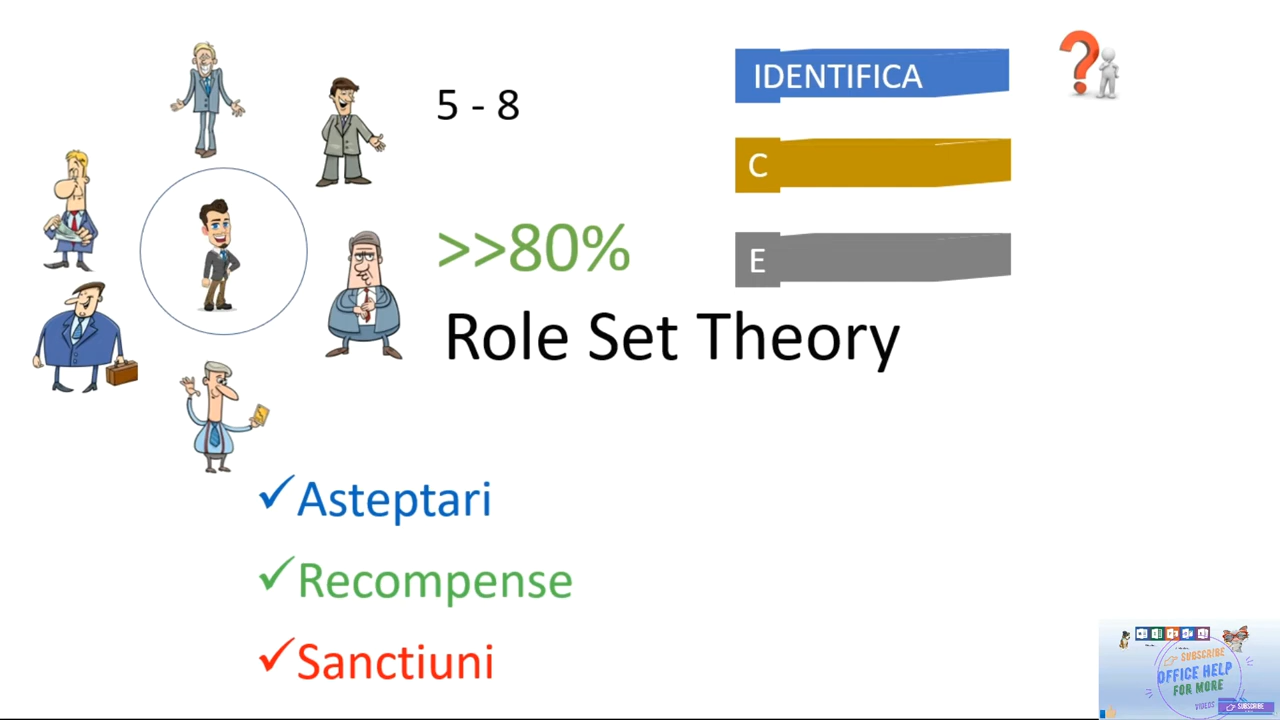 5 - 8
>>80%
Role Set Theory
IDENTIFICA
C
E
✓Asteptari
✓Recompense
✓Sanctiuni
SUBSCRIBE
OFFICE HELP
FOR MORE
VIDEOS
SUBSCRIBE